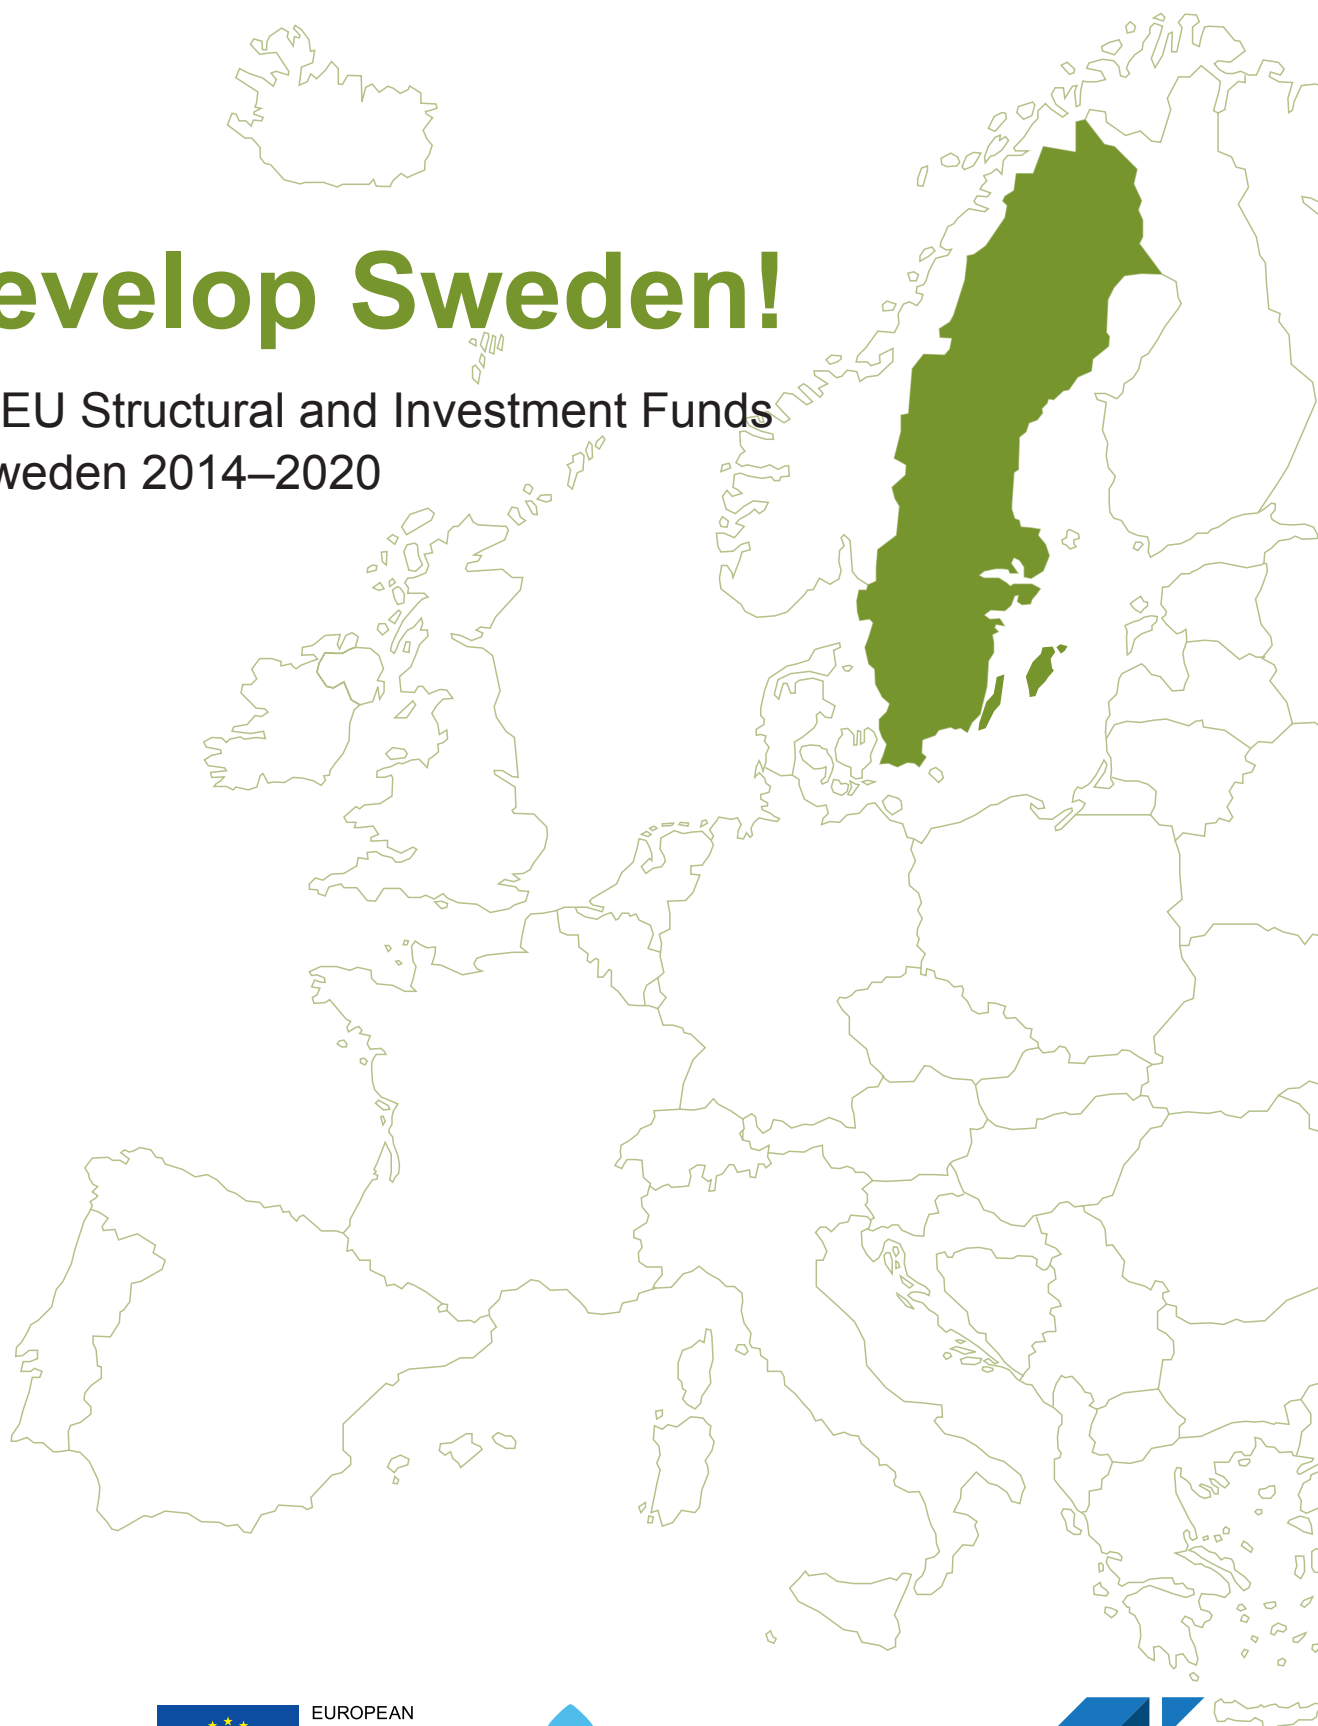 evelop Sweden!
EU Structural and Investment Funds
weden 2014–2020
EUROPEAN